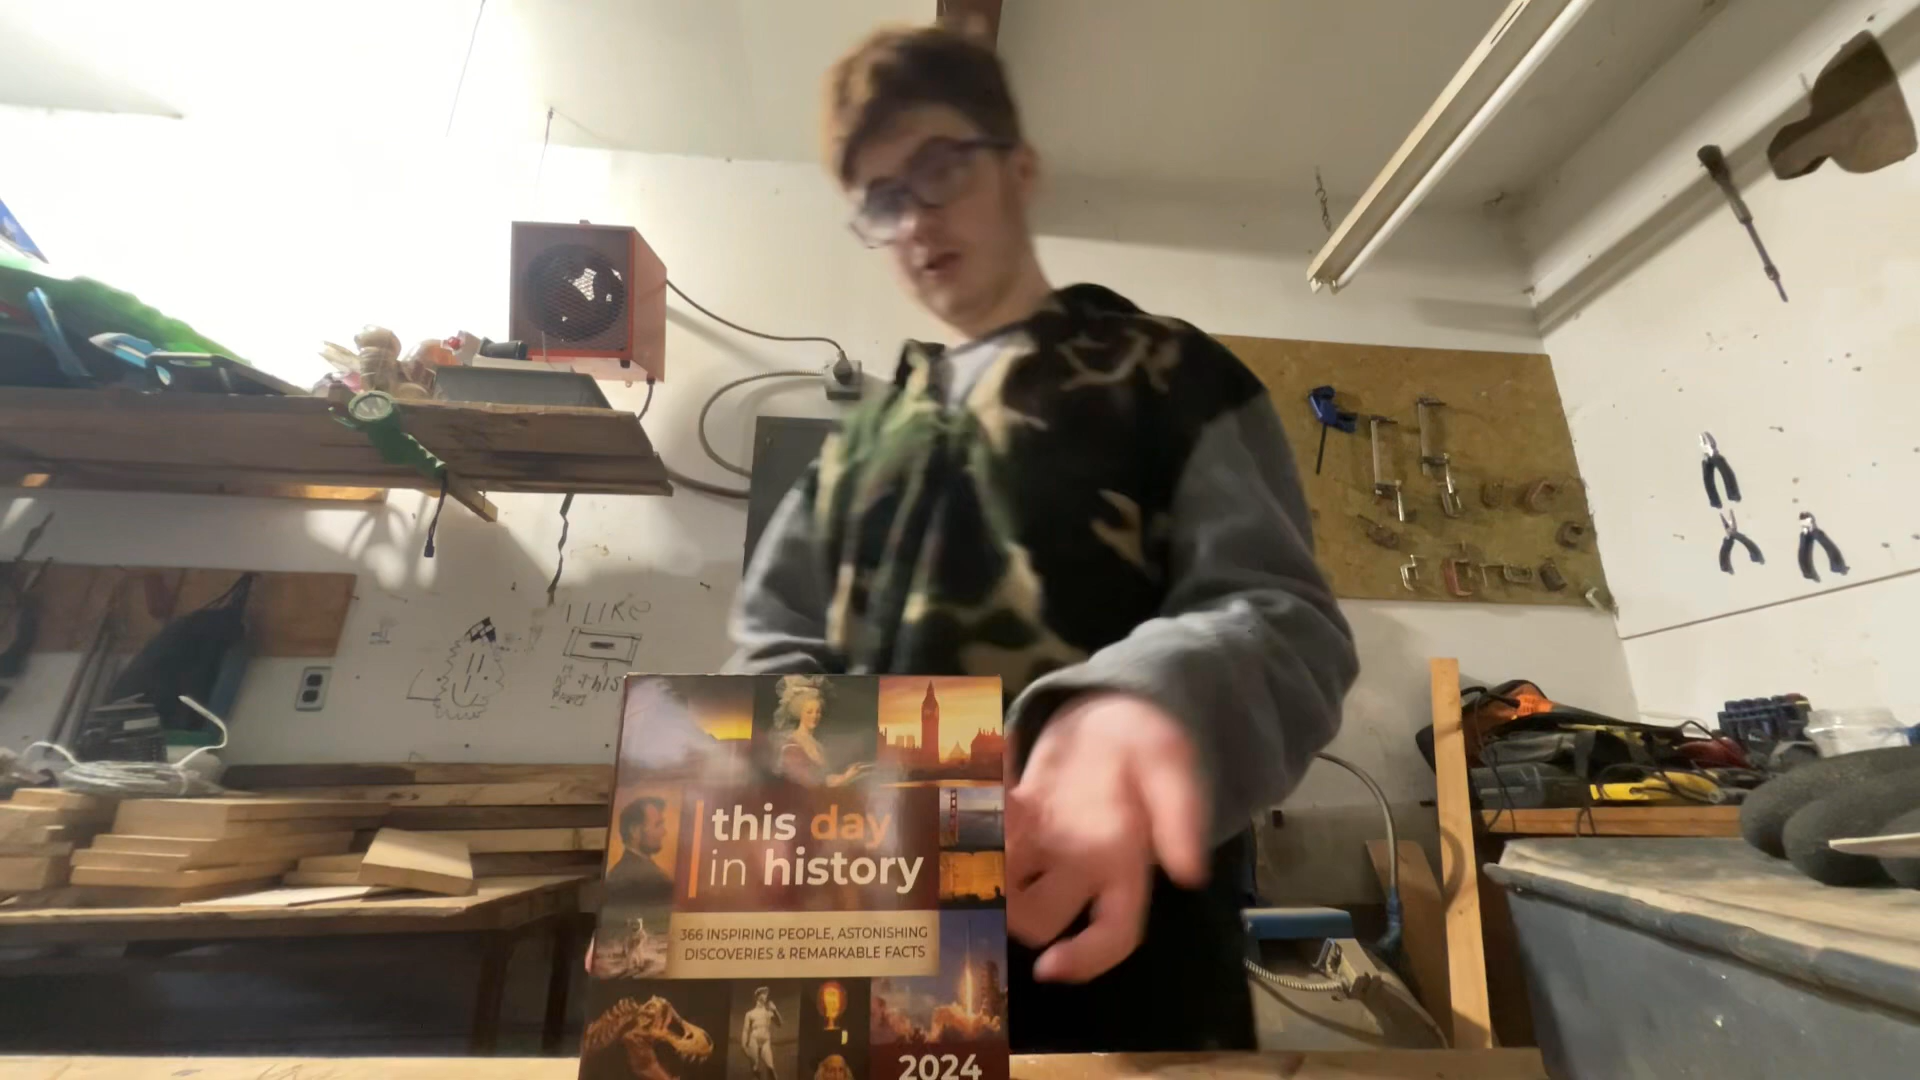 I LIKE
this day
in history
366 INSPIRING PEOPLE, ASTONISHING
DISCOVERIES & REMARKABLE FACTS
2024